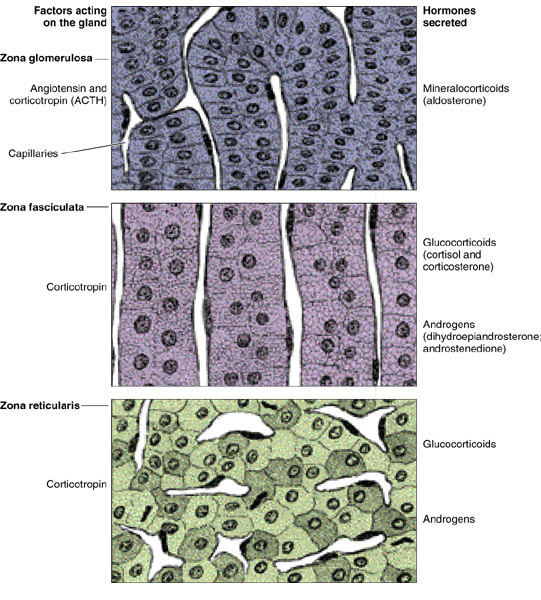 Factors acting
on the gland
Hormones
secreted
Zona glomerulosa
Angiotensin and
corticotropin (ACTH)
Mineralocorticoids
(aldosterone)
Capillaries
Zona fasciculata
Glucocorticoids
(cortisol and
corticosterone)
Corticotropin
Androgens
(dihydroepiandrosterone;
androstenedione)
Zona reticularis
Glucocorticoids
Corticotropin
Androgens